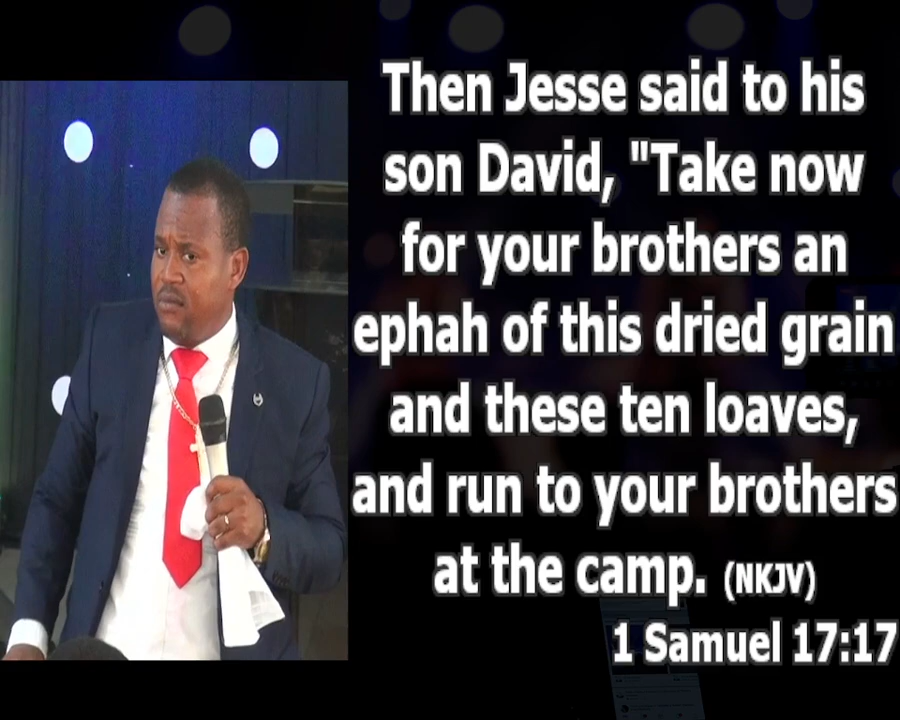 Then Jesse said to his
son David, "Take now
for your brothers an
ephah of this dried grain
and these ten loaves,
and run to your brothers
at the camp. (NKJV)
1 Samuel 17:17